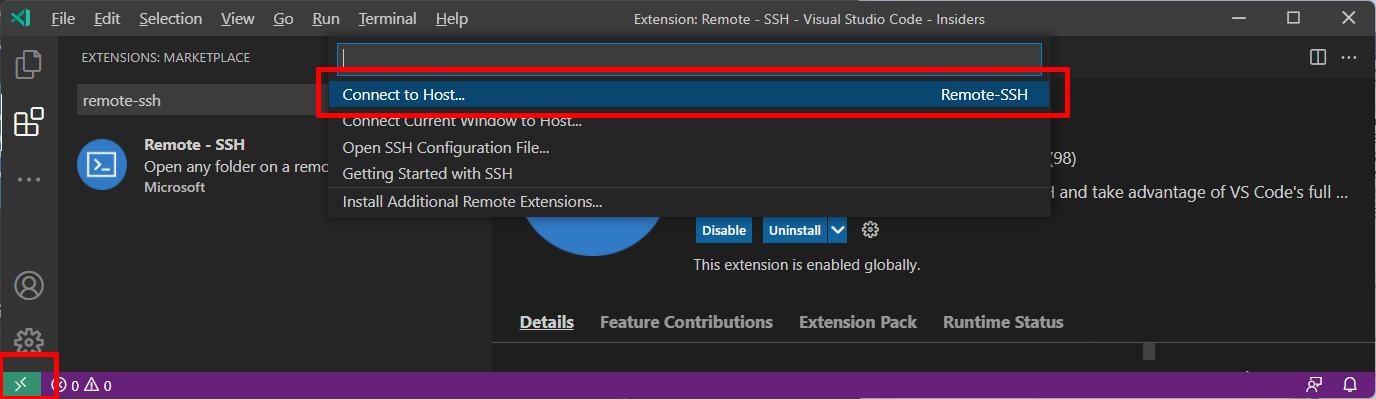 File Edit Selection View Go Run Terminal Help
Extension: Remote - SSH - Visual Studio Code - Insiders
EXTENSIONS: MARKETPLACE
remote-ssh
Remote - SSH
Open any folder on a remo
Microsoft
Connect to Host... Remote-SSH
Connect Current Window to Host...
Open SSH Configuration File...
Getting Started with SSH
Install Additional Remote Extensions...
(98)
H and take advantage of VS Code's full ...
Disable Uninstall
This extension is enabled globally.
Details Feature Contributions Extension Pack Runtime Status
0 0